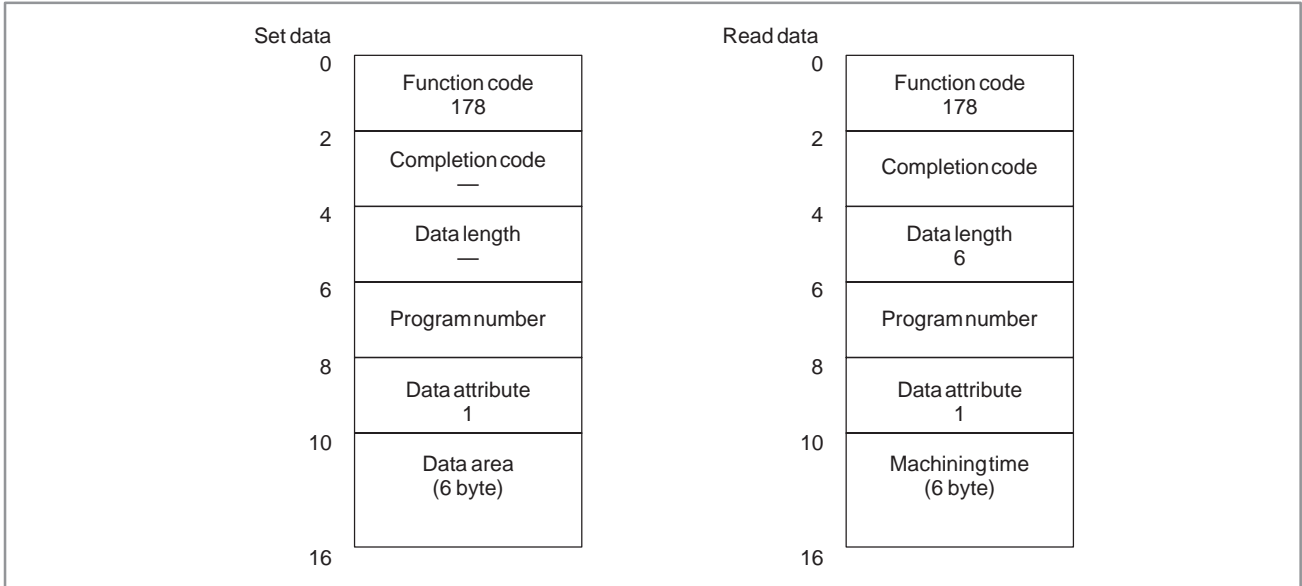 Set data
0
Function code
178
2
Completion code
—
4
Data length
—
6
Program number
8
Data attribute
1
10
Data area
(6 byte)
16
Read data
0
Function code
178
2
Completion code
4
Data length
6
6
Program number
8
Data attribute
1
10
Machining time
(6 byte)
16